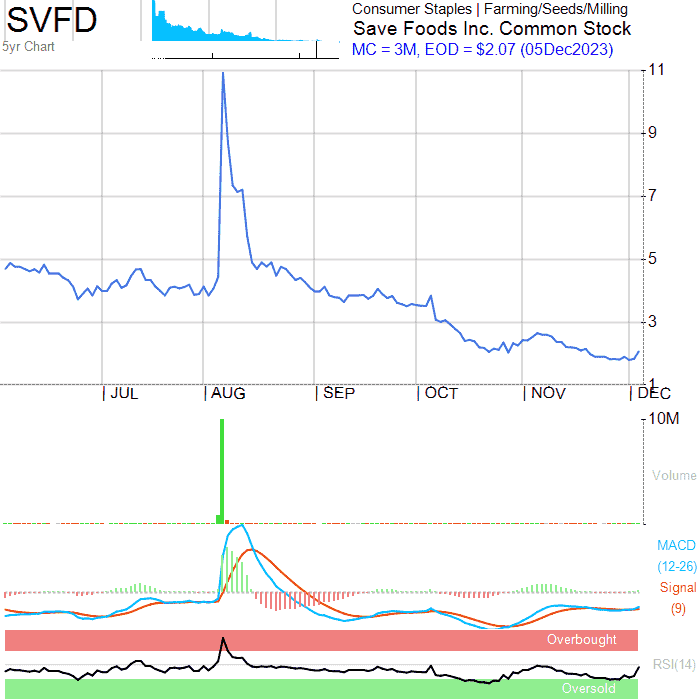 SVFD
5yr Chart
Consumer Staples | Farming/Seeds/Milling
Save Foods Inc. Common Stock
MC = 3M, EOD = $2.07 (05Dec2023)
11
9
7
5
3
1
| JUL
| AUG
| SEP
| OCT
| NOV
| DEC
10M
Volume
MACD
(12-26)
Signal
(9)
Overbought
RSI(14)
Oversold